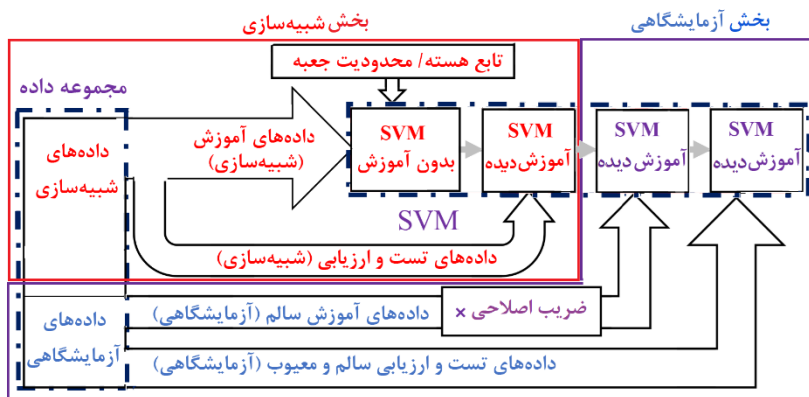 بخش شبیه‌سازی
بخش آزمایشگاهی
تابع هسته/ محدودیت جعبه
مجموعه داده
داده‌های
شبیه‌سازی
داده‌های آموزش
(شبیه‌سازی)
SVM
بدون آموزش
SVM
آموزش‌دیده
SVM
آموزش‌دیده
SVM
آموزش‌دیده
SVM
داده‌های تست و ارزیابی (شبیه‌سازی)
داده‌های
آزمایشگاهی
داده‌های آموزش سالم (آزمایشگاهی)
ضریب اصلاحی ×
داده‌های تست و ارزیابی سالم و معیوب (آزمایشگاهی)